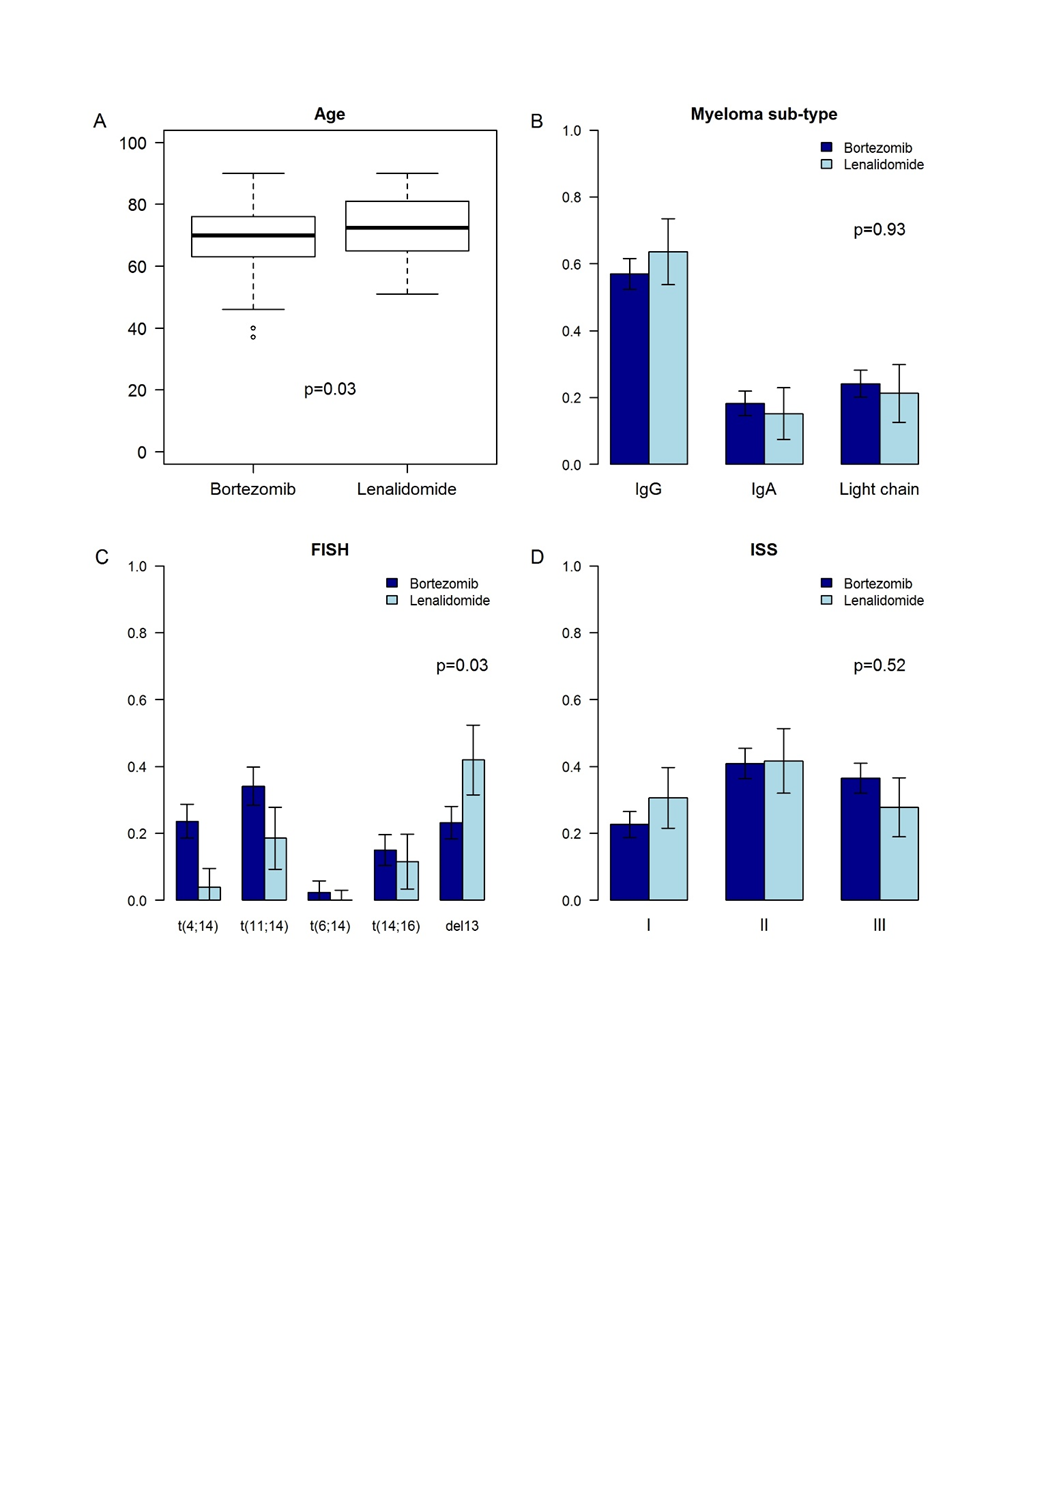 A
Age
100
80
60
40
20
0
p=0.03
Bortezomib Lenalidomide
B
Myeloma sub-type
1.0
0.8
0.6
0.4
0.2
0.0
Bortezomib
Lenalidomide
p=0.93
IgG IgA Light chain
C
FISH
1.0
0.8
0.6
0.4
0.2
0.0
Bortezomib
Lenalidomide
p=0.03
t(4;14) t(11;14) t(6;14) t(14;16) del13
D
ISS
1.0
0.8
0.6
0.4
0.2
0.0
Bortezomib
Lenalidomide
p=0.52
I II III